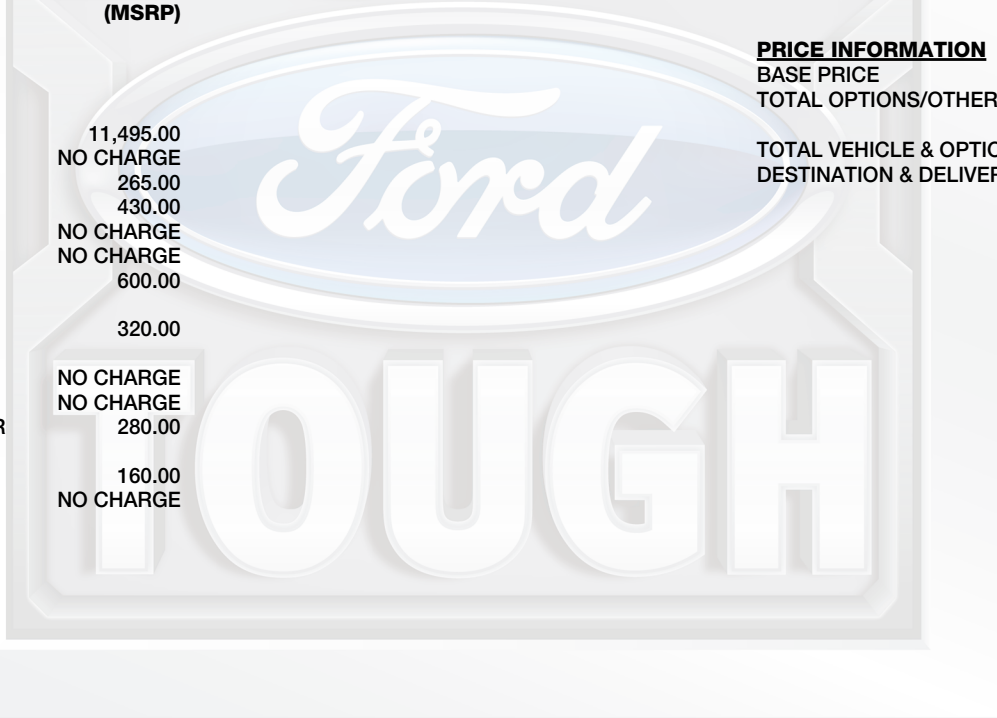 (MSRP)
11,495.00
NO CHARGE
265.00
430.00
NO CHARGE
NO CHARGE
600.00
320.00
NO CHARGE
NO CHARGE
R 280.00
160.00
NO CHARGE
PRICE INFORMATION
BASE PRICE
TOTAL OPTIONS/OTHER
TOTAL VEHICLE & OPTIO
DESTINATION & DELIVER
Ford
TOUGH